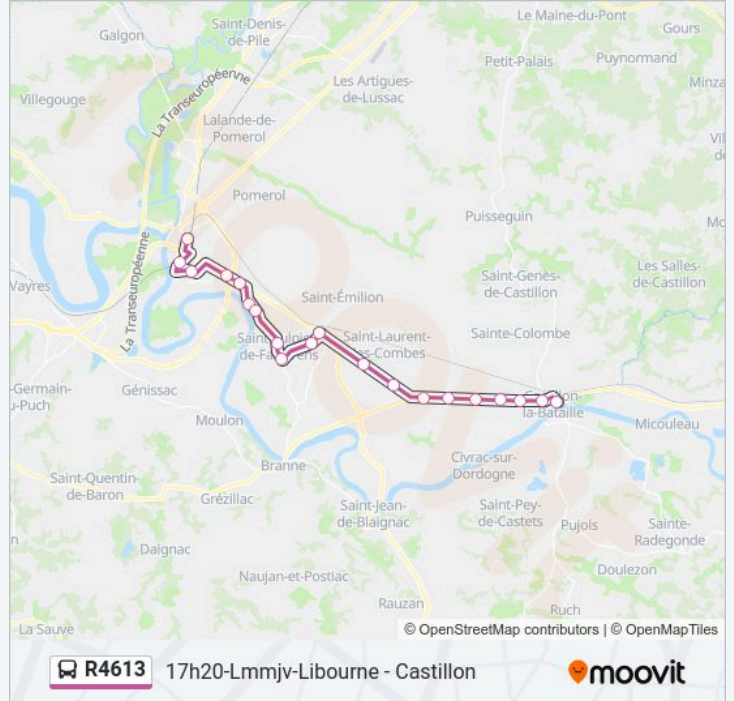 Le Maine-du-Pont
Saint-Denis-
de-Pile
Galgon
Gours
Petit-Palais
Puynormand
La Transeuropéenne
Les Artigues-
de-Lussac
Villegouge
Lalande-de-
Pomerol
Pomerol
Puisseguin
La Transeuropéenne
Vayres
Saint-Genès-
de-Castillon
Les Salles-
de-Castillon
Saint-Émilion
Saint-Laurent-
des-Combes
Sainte-Colombe
-Germain-
u-Puch
Génissac
la-Bataille
Moulon
Micouleau
Branne
Civrac-sur-
Dordogne
Saint-Quentin-
de-Baron
Grézillac
Saint-Jean-
de-Blaignac
Saint-Pey-
de-Castets
Pujols
Sainte-
Radegonde
Daignac
Doulezon
Naujan-et-Postiac
Rauzan
Ruch
La Sauve
© OpenStreetMap contributors | © OpenMapTiles
R4613 17h20-Lmmjv-Libourne - Castillon
moovit